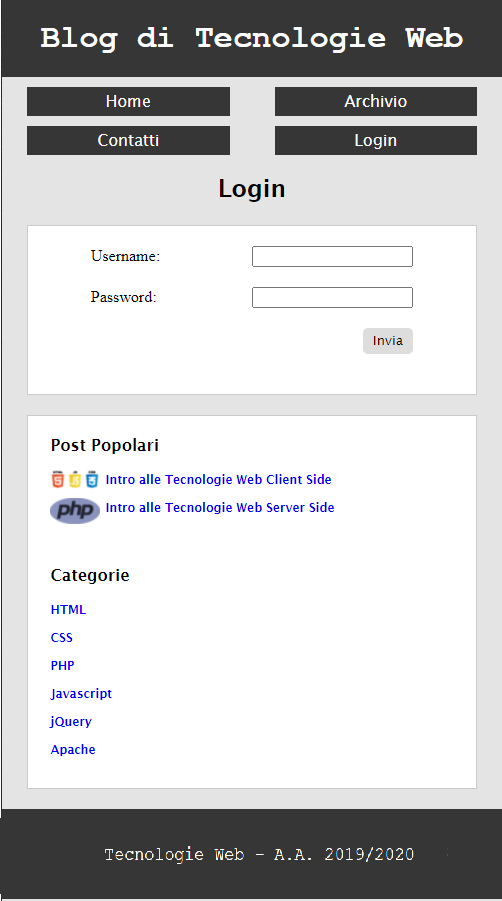 Blog di Tecnologie Web
Home
Archivio
Contatti
Login
Login
Username:
Password:
Invia
Post Popolari
Intro alle Tecnologie Web Client Side
php Intro alle Tecnologie Web Server Side
Categorie
HTML
CSS
PHP
Javascript
jQuery
Apache
Tecnologie Web - A.A. 2019/2020